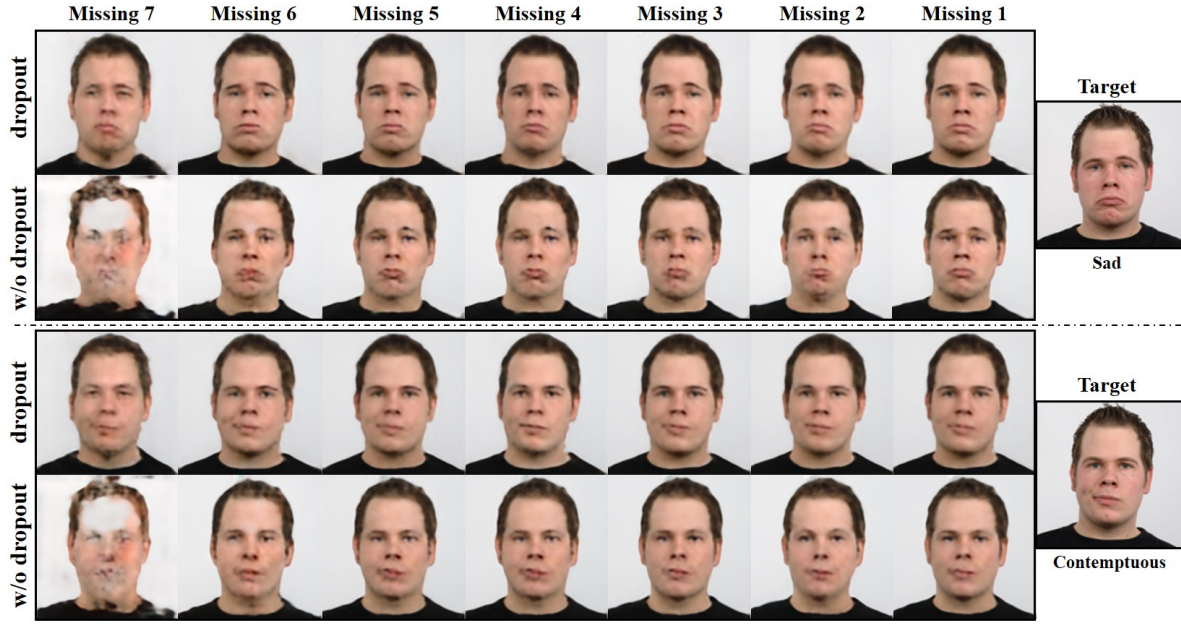 Missing 7 Missing 6 Missing 5 Missing 4 Missing 3 Missing 2 Missing 1
dropout
Target
w/o dropout
Sad
dropout
Target
w/o dropout
Contemptuous